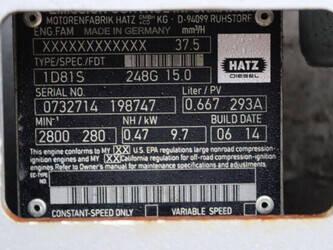 MOTORENFABRIK HATZ GMBH +CO KG · D-94099 RUHSTORF
ENG.FAM MADE IN GERMANY mm³/H
XXXXXXXXXXXX 37.5
TYPE/SPEC/FDT HATZ DIESEL
1D81S 248G 15.0
SERIAL NO Liter / PV
0732714 198747 0.667 293A
MIN⁻¹ NH / kW BUILD DATE
2800 280 0.47 9.7 06 14
This engine conforms to MY XX U.S. EPA regulations large nonroad compression-
ignition engines and MY XX California regulation for off-road compression-ignition
engines. Refer to Owner's manual for maintenance specifications and adjustments
EC-TYPE NO
CONSTANT-SPEED ONLY VARIABLE SPEED